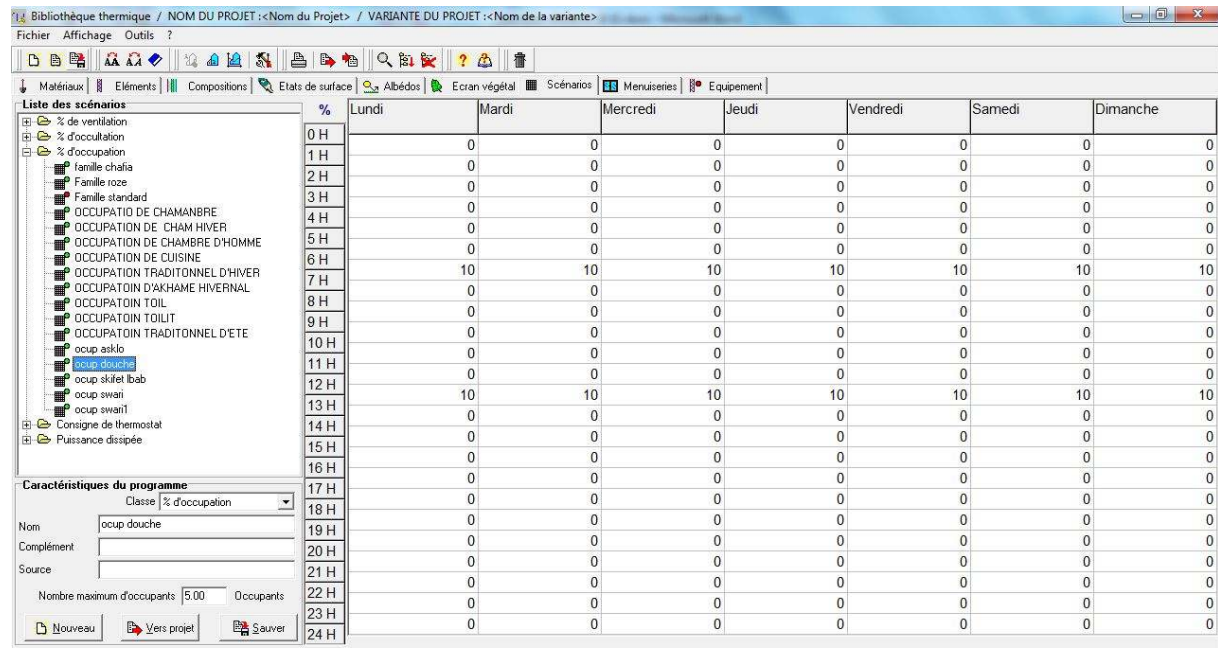 Bibliothèque thermique / NOM DU PROJET :<Nom du Projet> / VARIANTE DU PROJET :<Nom de la variante>
Fichier Affichage Outils ?
Matériaux Eléments Compositions Etats de surface Albédos Ecran végétal Scénarios Menuiseries Equipement
Liste des scénarios
% de ventilation
% d'occultation
% d'occupation
famille chafia
Famille roze
Famille standard
OCCUPATIO DE CHAMANBRE
OCCUPATION DE CHAM HIVER
OCCUPATION DE CHAMBRE D'HOMME
OCCUPATION DE CUISINE
OCCUPATION TRADITONNEL D'HIVER
OCCUPATOIN D'AKHAME HIVERNAL
OCCUPATOIN TOIL
OCCUPATOIN TOILIT
OCCUPATOIN TRADITONNEL D'ETE
ocup asklo
ocup douche
ocup skifet lbab
ocup swari
ocup swari1
Consigne de thermostat
Puissance dissipée
Caractéristiques du programme
Classe % d'occupation
Nom ocup douche
Complément
Source
Nombre maximum d'occupants 5.00 Occupants
Nouveau Vers projet Sauver
% Lundi Mardi Mercredi Jeudi Vendredi Samedi Dimanche
0 H
0 0 0 0 0 0 0
1 H
0 0 0 0 0 0 0
2 H
0 0 0 0 0 0 0
3 H
0 0 0 0 0 0 0
4 H
0 0 0 0 0 0 0
5 H
0 0 0 0 0 0 0
6 H
10 10 10 10 10 10 10
7 H
0 0 0 0 0 0 0
8 H
0 0 0 0 0 0 0
9 H
0 0 0 0 0 0 0
10 H
0 0 0 0 0 0 0
11 H
0 0 0 0 0 0 0
12 H
10 10 10 10 10 10 10
13 H
0 0 0 0 0 0 0
14 H
0 0 0 0 0 0 0
15 H
0 0 0 0 0 0 0
16 H
0 0 0 0 0 0 0
17 H
0 0 0 0 0 0 0
18 H
0 0 0 0 0 0 0
19 H
0 0 0 0 0 0 0
20 H
0 0 0 0 0 0 0
21 H
0 0 0 0 0 0 0
22 H
0 0 0 0 0 0 0
23 H
0 0 0 0 0 0 0
24 H